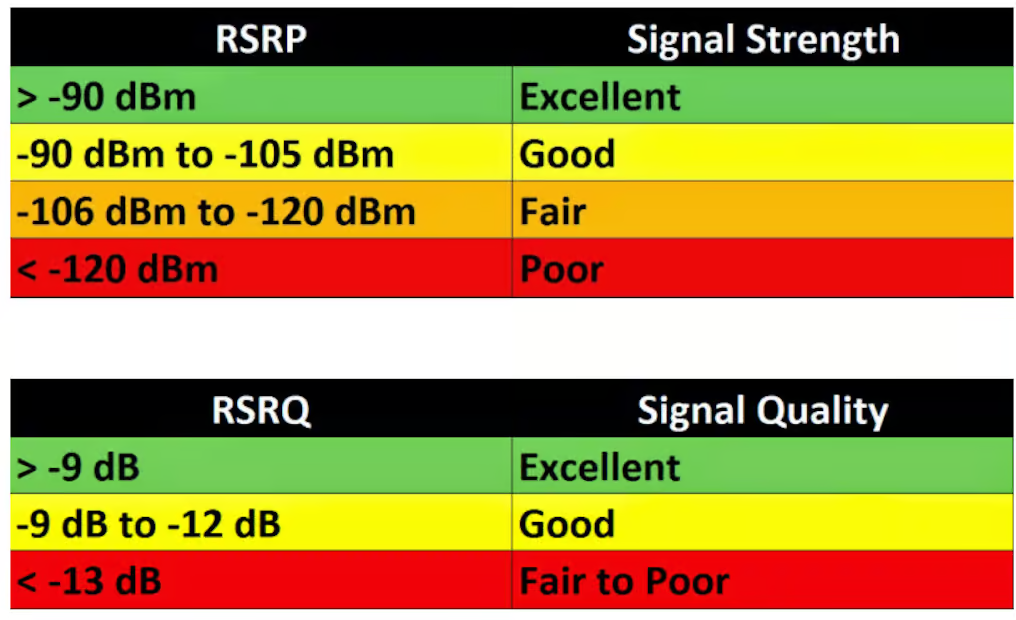 RSRP Signal Strength
> -90 dBm Excellent
-90 dBm to -105 dBm Good
-106 dBm to -120 dBm Fair
< -120 dBm Poor
RSRQ Signal Quality
> -9 dB Excellent
-9 dB to -12 dB Good
< -13 dB Fair to Poor